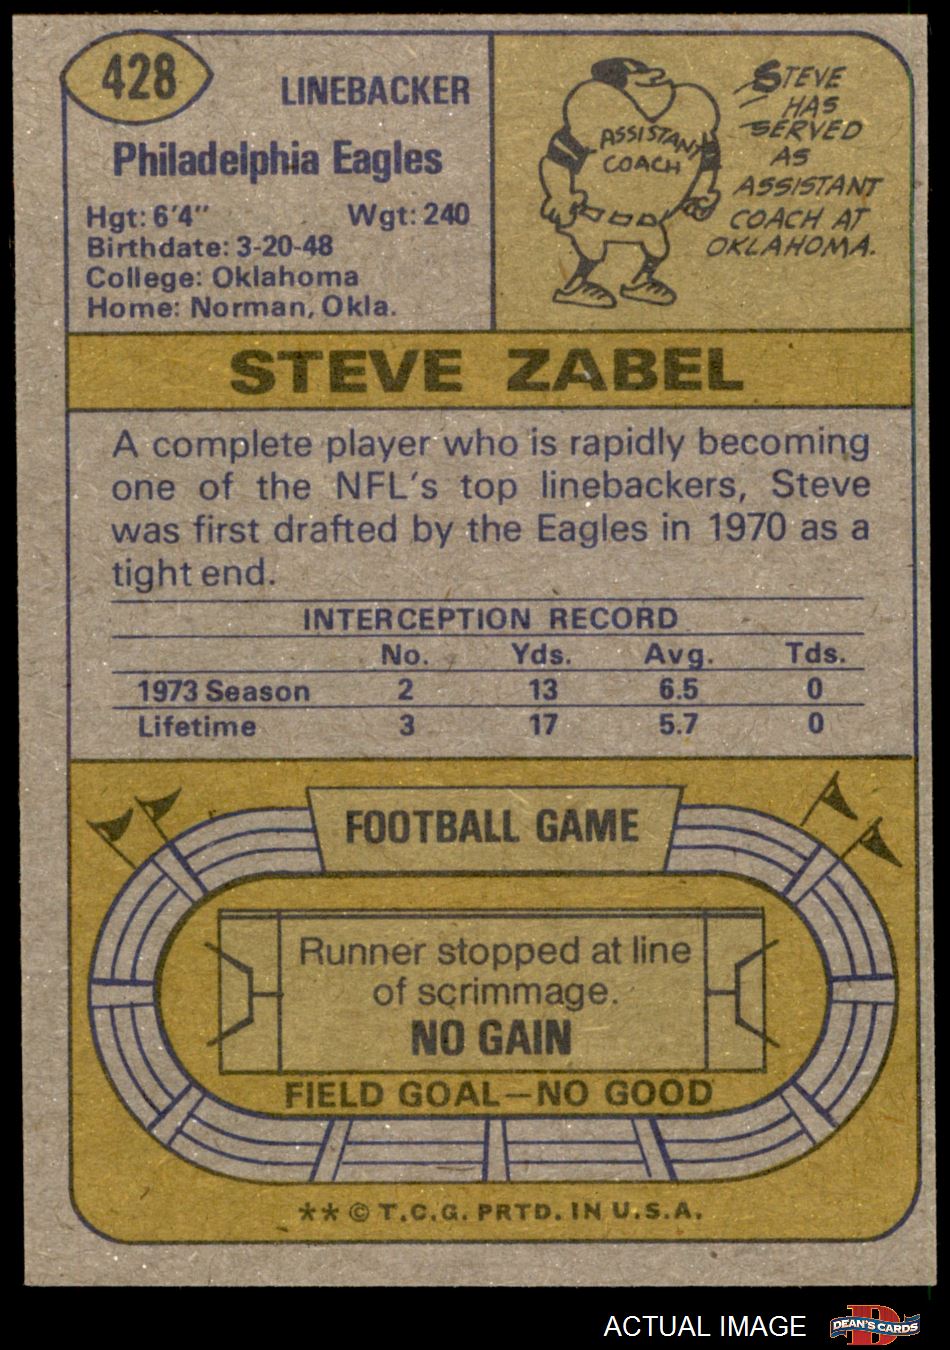 428
LINEBACKER
Philadelphia Eagles
Hgt: 6'4" Wgt: 240
Birthdate: 3-20-48
College: Oklahoma
Home: Norman, Okla.
ASSISTANT
COACH
STEVE
HAS
SERVED
AS
ASSISTANT
COACH AT
OKLAHOMA.
STEVE ZABEL
A complete player who is rapidly becoming
one of the NFL's top linebackers, Steve
was first drafted by the Eagles in 1970 as a
tight end.
INTERCEPTION RECORD
No. Yds. Avg. Tds.
1973 Season 2 13 6.5 0
Lifetime 3 17 5.7 0
FOOTBALL GAME
Runner stopped at line
of scrimmage.
NO GAIN
FIELD GOAL—NO GOOD
** © T.C.G. PRTD. IN U.S.A.
ACTUAL IMAGE
D
DEAN'S CARDS